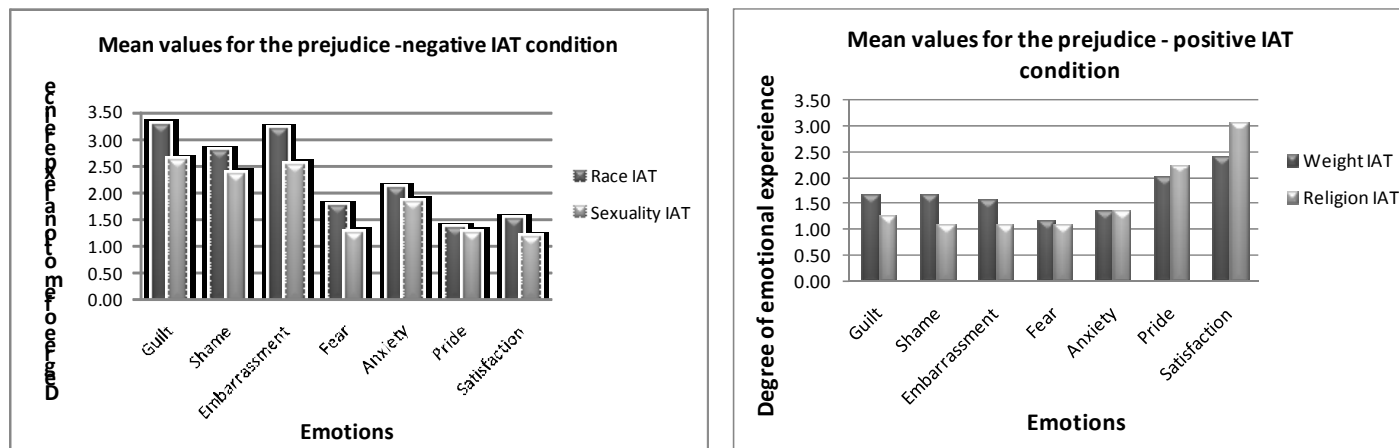 Mean values for the prejudice -negative IAT condition
Degree of emotional experience
3.50
3.00
2.50
2.00
1.50
1.00
0.50
0.00
Guilt
Shame
Embarrassment
Fear
Anxiety
Pride
Satisfaction
Emotions
Race IAT
Sexuality IAT
Mean values for the prejudice - positive IAT
condition
Degree of emotional expereience
3.50
3.00
2.50
2.00
1.50
1.00
0.50
0.00
Guilt
Shame
Embarrassment
Fear
Anxiety
Pride
Satisfaction
Emotions
Weight IAT
Religion IAT